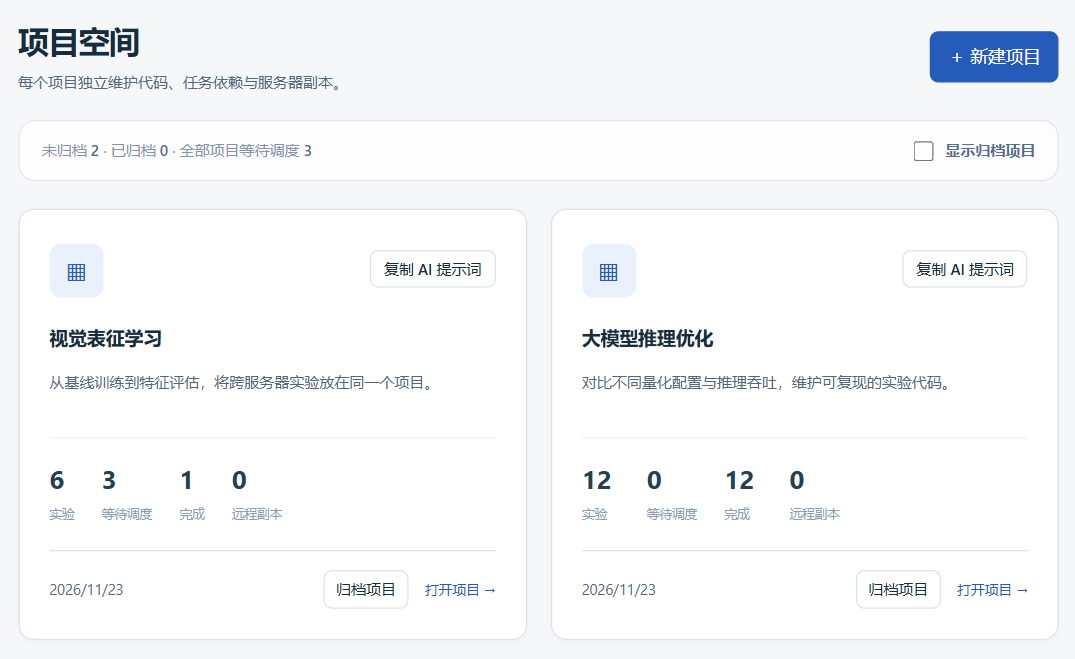 项目空间
每个项目独立维护代码、任务依赖与服务器副本。
+ 新建项目
未归档 2 · 已归档 0 · 全部项目等待调度 3
显示归档项目
复制 AI 提示词
视觉表征学习
从基线训练到特征评估，将跨服务器实验放在同一个项目。
6 3 1 0
实验 等待调度 完成 远程副本
2026/11/23 归档项目 打开项目 →
复制 AI 提示词
大模型推理优化
对比不同量化配置与推理吞吐，维护可复现的实验代码。
12 0 12 0
实验 等待调度 完成 远程副本
2026/11/23 归档项目 打开项目 →